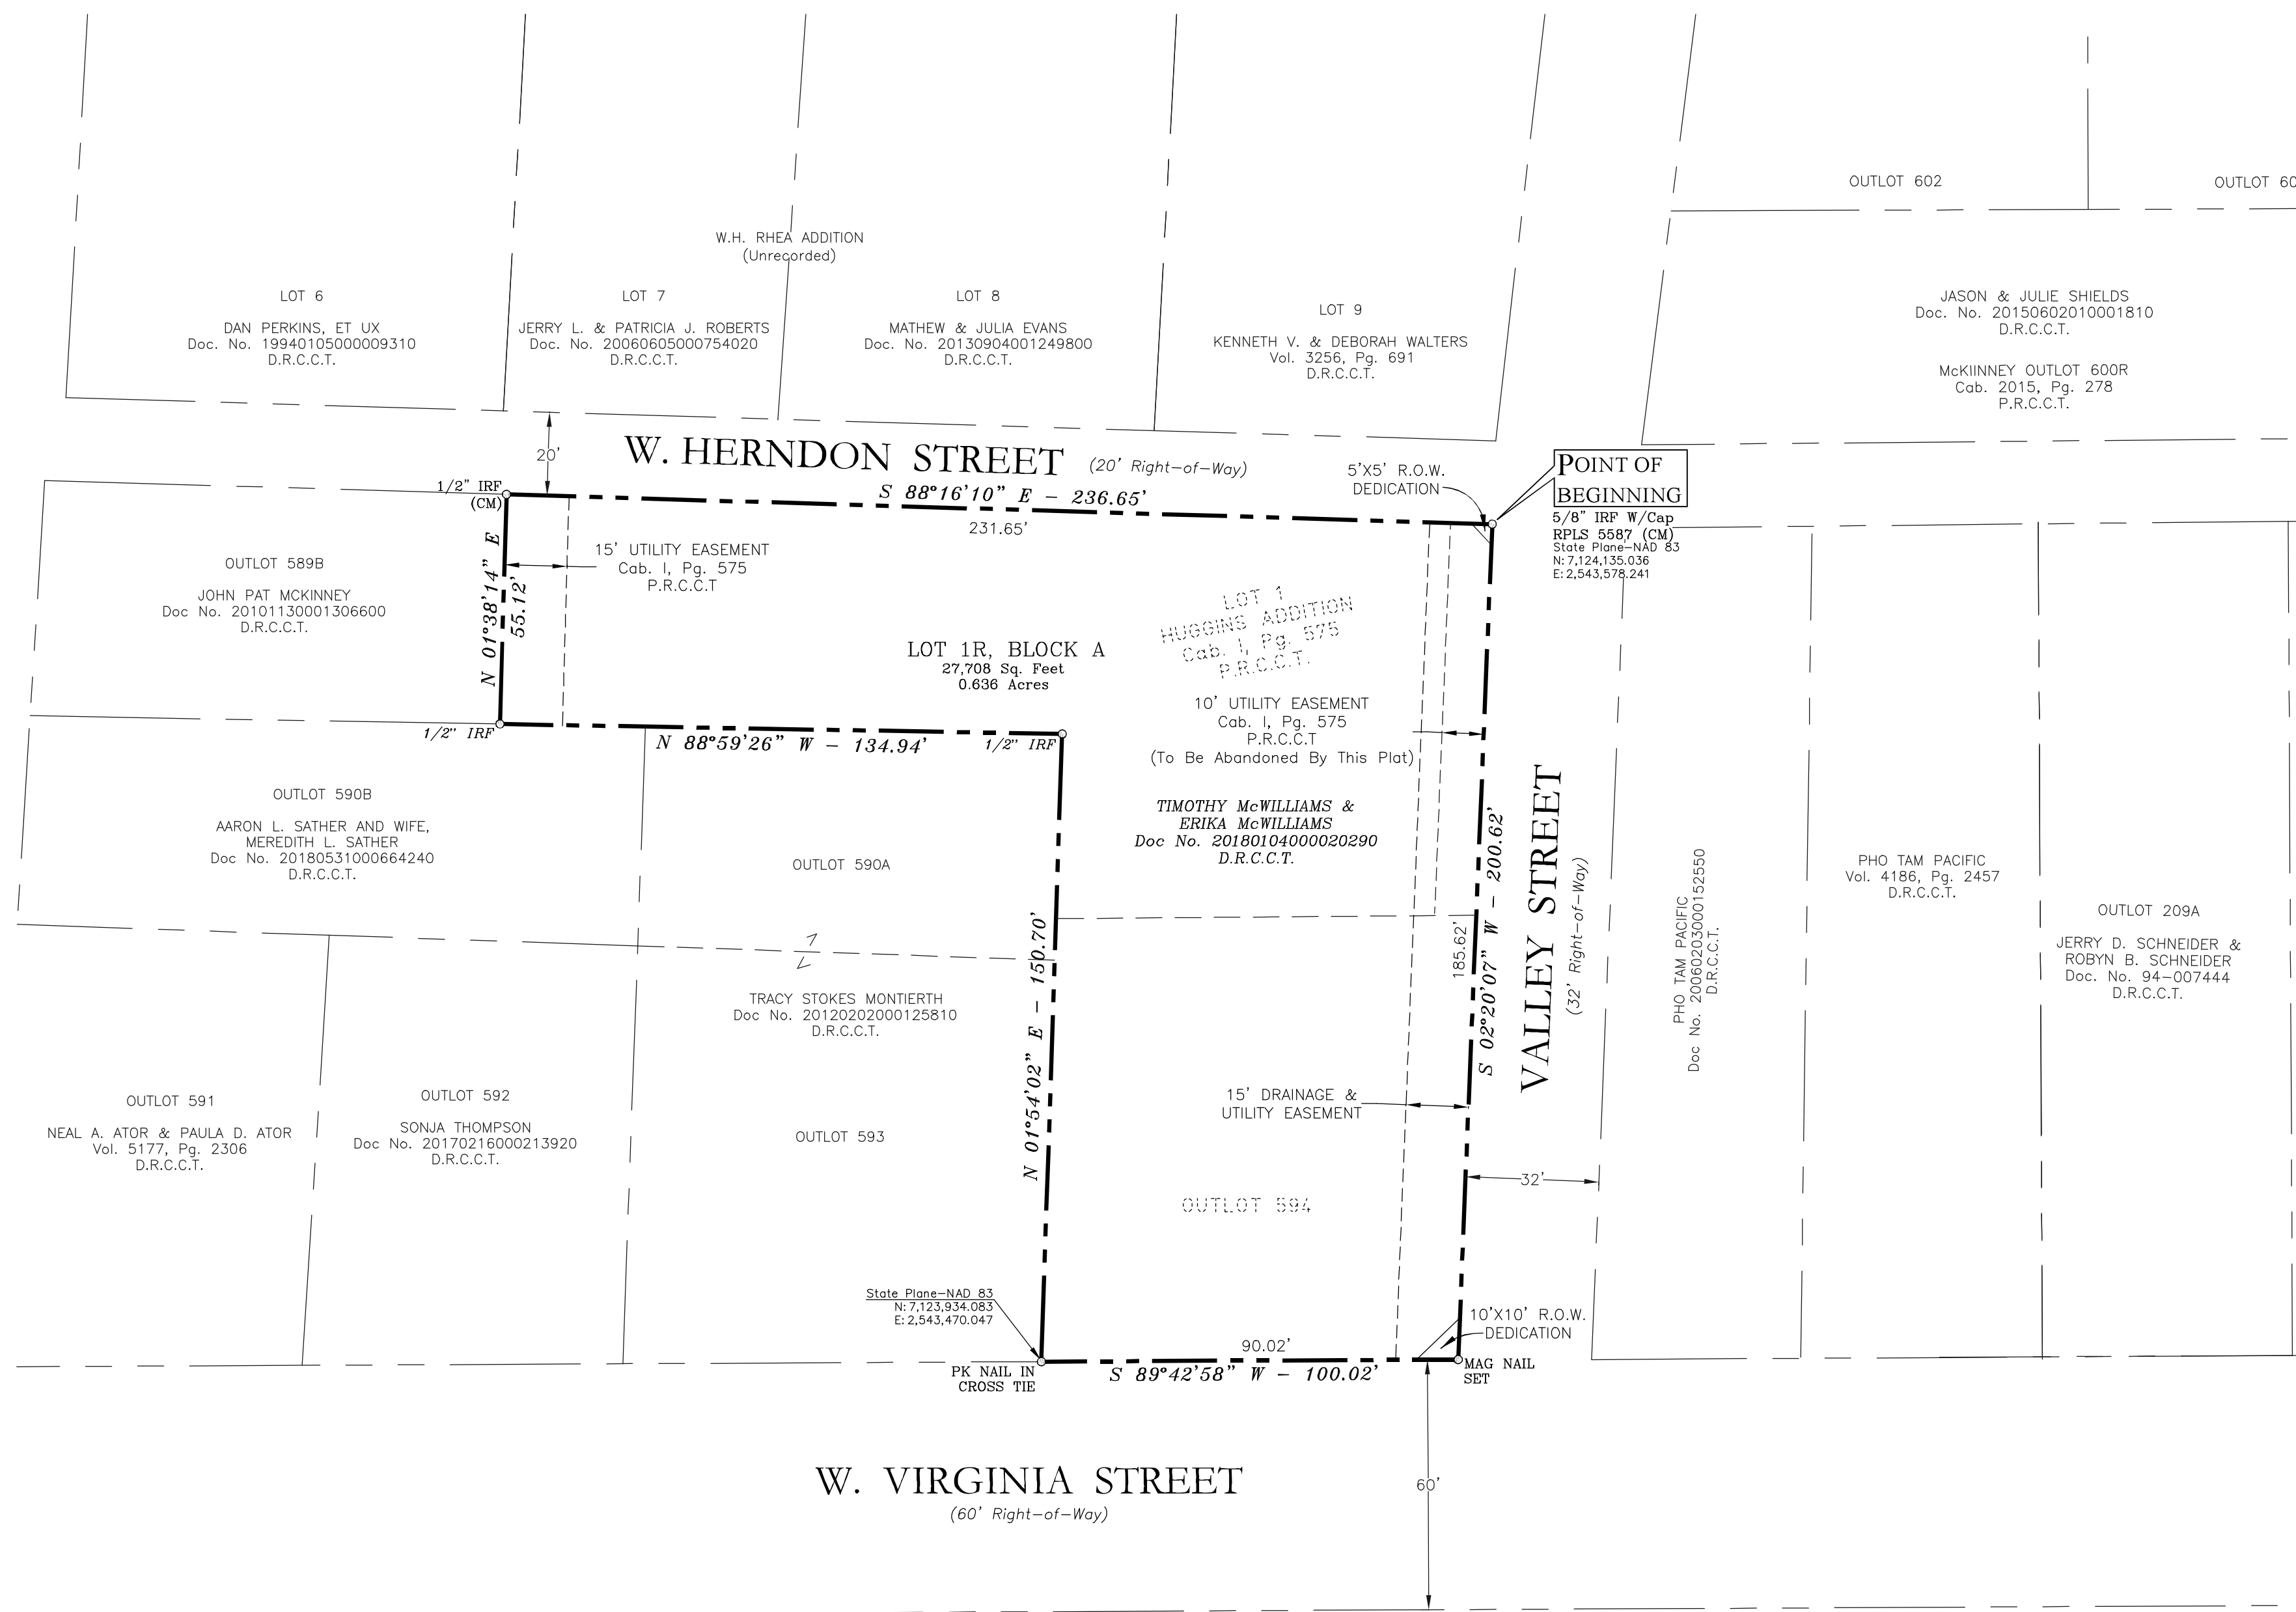 OUTLOT 602
OUTLOT 60
W.H. RHEA ADDITION
(Unrecorded)
LOT 6
DAN PERKINS, ET UX
Doc. No. 19940105000009310
D.R.C.C.T.
LOT 7
JERRY L. & PATRICIA J. ROBERTS
Doc. No. 20060605000754020
D.R.C.C.T.
LOT 8
MATHEW & JULIA EVANS
Doc. No. 20130904001249800
D.R.C.C.T.
LOT 9
KENNETH V. & DEBORAH WALTERS
Vol. 3256, Pg. 691
D.R.C.C.T.
JASON & JULIE SHIELDS
Doc. No. 20150602010001810
D.R.C.C.T.
McKIINNEY OUTLOT 600R
Cab. 2015, Pg. 278
P.R.C.C.T.
20'
W. HERNDON STREET (20' Right-of-Way)
S 88°16'10" E - 236.65'
231.65'
5'X5' R.O.W.
DEDICATION
POINT OF
BEGINNING
5/8" IRF W/Cap
RPLS 5587 (CM)
State Plane-NAD 83
N: 7,124,135.036
E: 2,543,578.241
1/2" IRF
(CM)
OUTLOT 589B
JOHN PAT MCKINNEY
Doc No. 20101130001306600
D.R.C.C.T.
N 01°38'14" E
55.12'
15' UTILITY EASEMENT
Cab. I, Pg. 575
P.R.C.C.T
LOT 1R, BLOCK A
27,708 Sq. Feet
0.636 Acres
LOT 1
HUGGINS ADDITION
Cab. I, Pg. 575
P.R.C.C.T.
10' UTILITY EASEMENT
Cab. I, Pg. 575
P.R.C.C.T
(To Be Abandoned By This Plat)
1/2" IRF
N 88°59'26" W - 134.94'
1/2" IRF
TIMOTHY McWILLIAMS &
ERIKA McWILLIAMS
Doc No. 20180104000020290
D.R.C.C.T.
OUTLOT 590B
AARON L. SATHER AND WIFE,
MEREDITH L. SATHER
Doc No. 20180531000664240
D.R.C.C.T.
OUTLOT 590A
TRACY STOKES MONTIERTH
Doc No. 20120202000125810
D.R.C.C.T.
OUTLOT 593
N 01°54'02" E - 150.70'
185.62'
S 02°20'07" W - 200.62'
VALLEY STREET
(32' Right-of-Way)
PHO TAM PACIFIC
Doc No. 20060203000152550
D.R.C.C.T.
PHO TAM PACIFIC
Vol. 4186, Pg. 2457
D.R.C.C.T.
OUTLOT 209A
JERRY D. SCHNEIDER &
ROBYN B. SCHNEIDER
Doc. No. 94-007444
D.R.C.C.T.
OUTLOT 591
NEAL A. ATOR & PAULA D. ATOR
Vol. 5177, Pg. 2306
D.R.C.C.T.
OUTLOT 592
SONJA THOMPSON
Doc No. 20170216000213920
D.R.C.C.T.
15' DRAINAGE &
UTILITY EASEMENT
32'
OUTLOT 594
State Plane-NAD 83
N: 7,123,934.083
E: 2,543,470.047
10'X10' R.O.W.
DEDICATION
90.02'
S 89°42'58" W - 100.02'
PK NAIL IN
CROSS TIE
MAG NAIL
SET
W. VIRGINIA STREET
(60' Right-of-Way)
60'